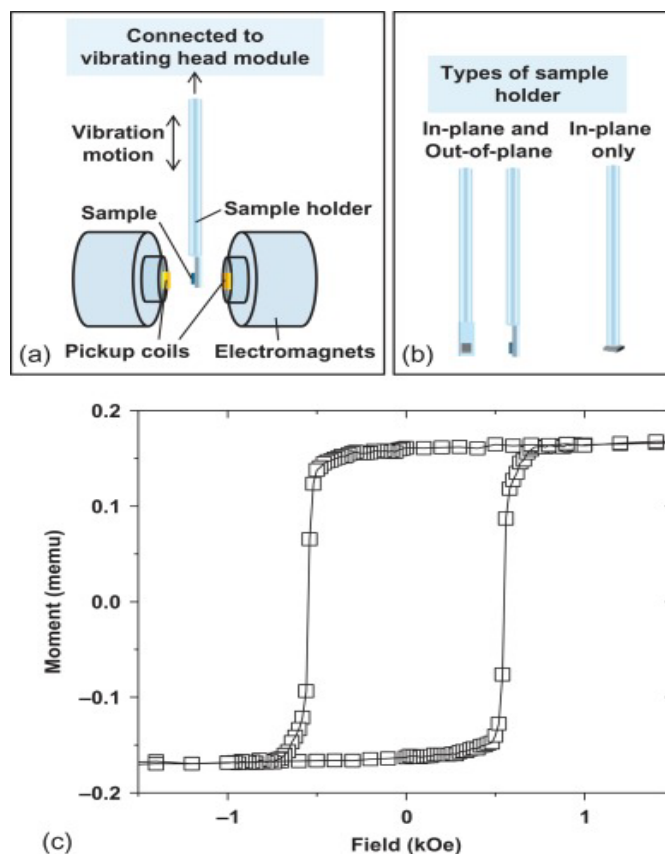 Connected to
vibrating head module
Vibration
motion
Sample
Sample holder
Pickup coils
Electromagnets
(a)
Types of sample
holder
In-plane and
Out-of-plane
In-plane
only
(b)
0.2
0.1
0.0
–0.1
–0.2
Moment (memu)
–1
0
1
Field (kOe)
(c)